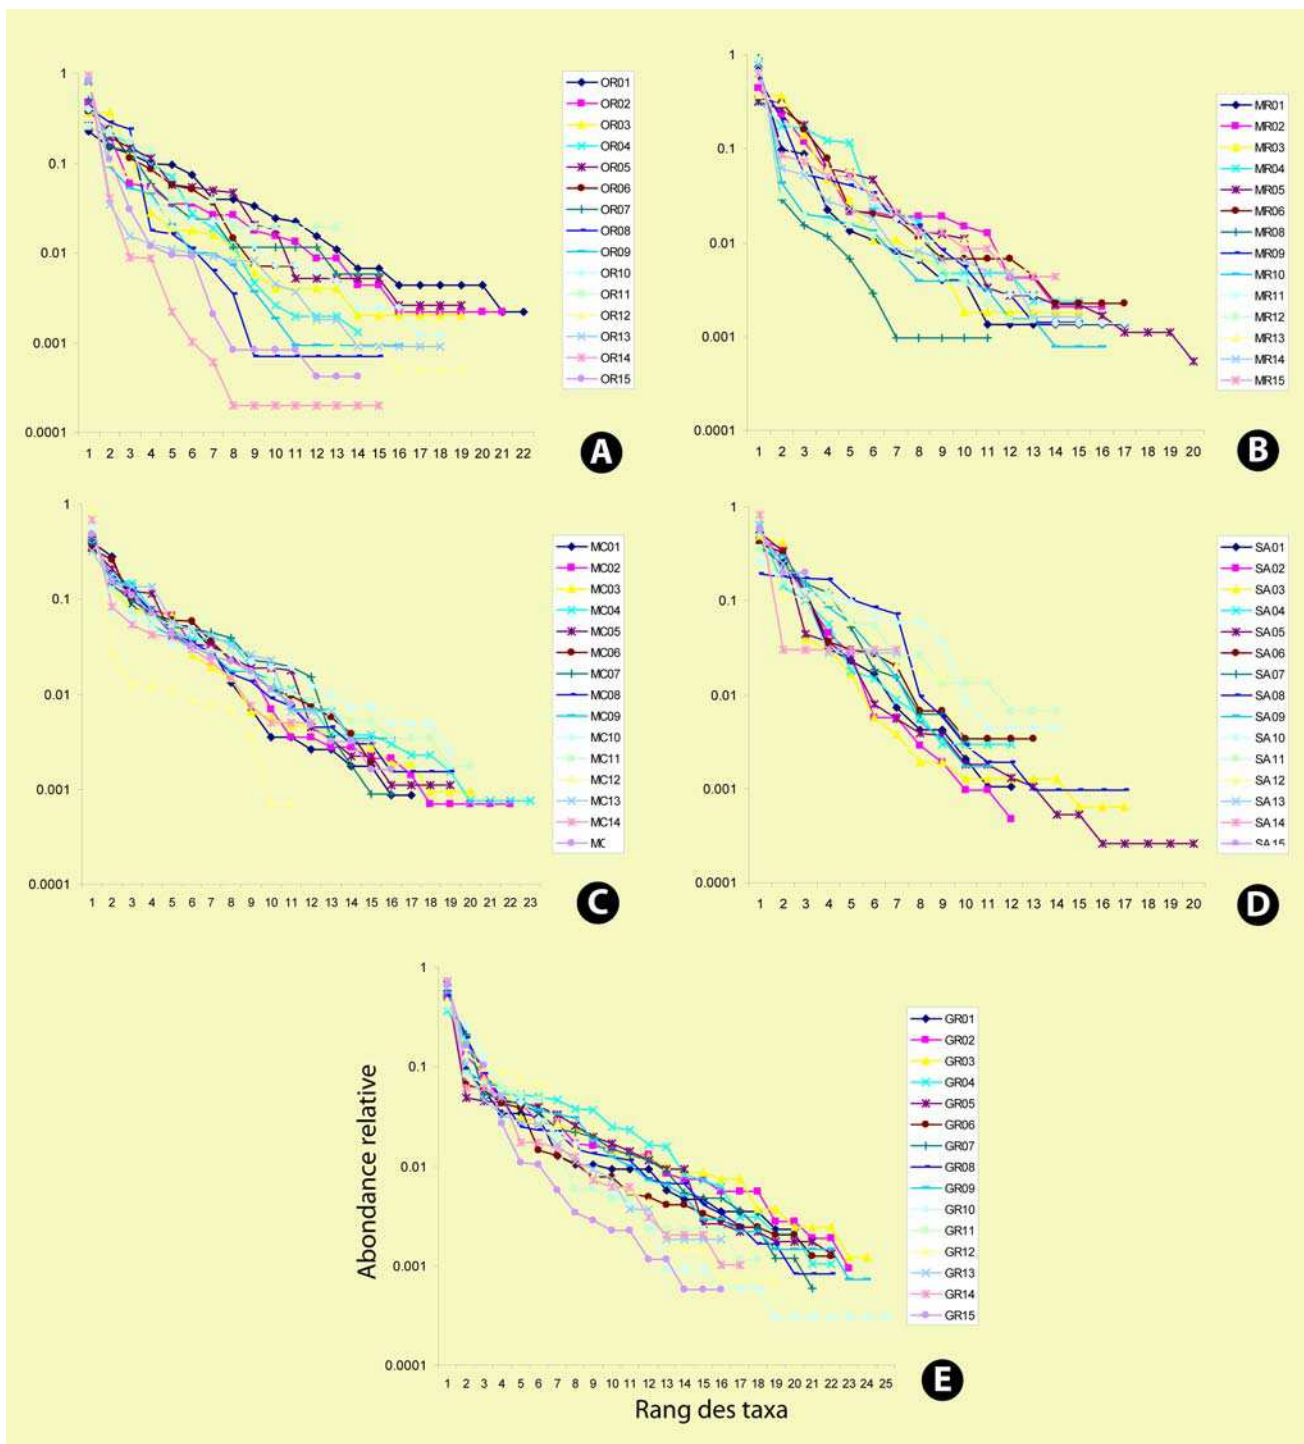 1
0.1
0.01
0.001
0.0001
1 2 3 4 5 6 7 8 9 10 11 12 13 14 15 16 17 18 19 20 21 22
OR01
OR02
OR03
OR04
OR05
OR06
OR07
OR08
OR09
OR10
OR11
OR12
OR13
OR14
OR15
A
1
0.1
0.01
0.001
0.0001
1 2 3 4 5 6 7 8 9 10 11 12 13 14 15 16 17 18 19 20
MR01
MR02
MR03
MR04
MR05
MR06
MR08
MR09
MR10
MR11
MR12
MR13
MR14
MR15
B
1
0.1
0.01
0.001
0.0001
1 2 3 4 5 6 7 8 9 10 11 12 13 14 15 16 17 18 19 20 21 22 23
MC01
MC02
MC03
MC04
MC05
MC06
MC07
MC08
MC09
MC10
MC11
MC12
MC13
MC14
C
1
0.1
0.01
0.001
0.0001
1 2 3 4 5 6 7 8 9 10 11 12 13 14 15 16 17 18 19 20
SA01
SA02
SA03
SA04
SA05
SA06
SA07
SA08
SA09
SA10
SA11
SA12
SA13
SA14
SA15
D
Abondance relative
1
0.1
0.01
0.001
0.0001
1 2 3 4 5 6 7 8 9 10 11 12 13 14 15 16 17 18 19 20 21 22 23 24 25
Rang des taxa
GR01
GR02
GR03
GR04
GR05
GR06
GR07
GR08
GR09
GR10
GR11
GR12
GR13
GR14
GR15
E